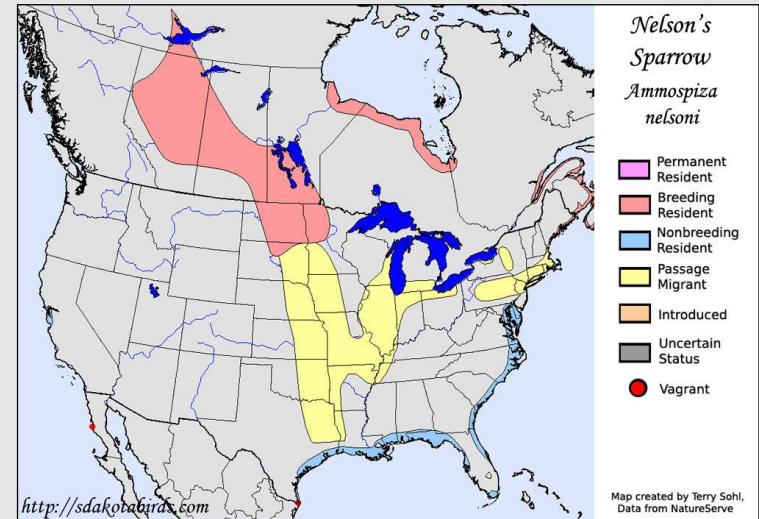 Nelson's
Sparrow
Ammospiza
nelsoni
Permanent
Resident
Breeding
Resident
Nonbreeding
Resident
Passage
Migrant
Introduced
Uncertain
Status
Vagrant
http://sdakotabirds.com
Map created by Terry Sohl,
Data from NatureServe